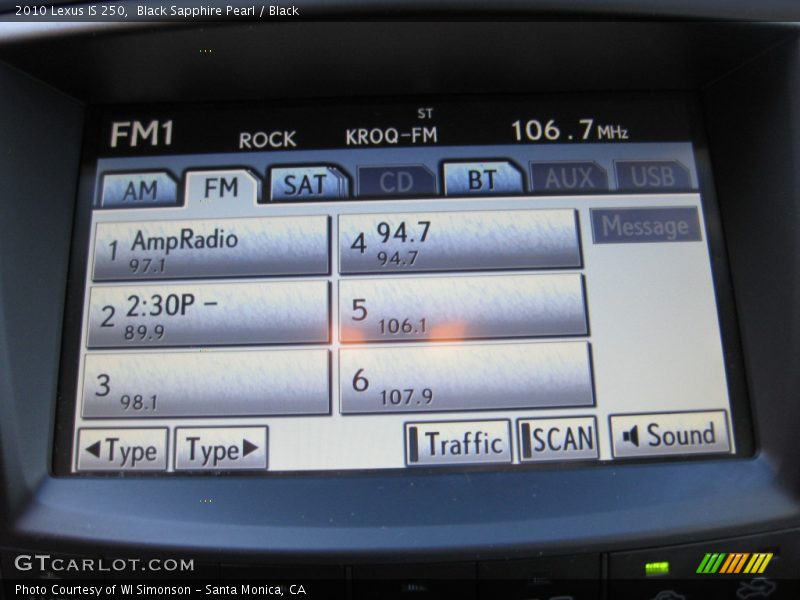 2010 Lexus IS 250,  Black Sapphire Pearl / Black
ST
FM1 ROCK KROQ-FM 106.7MHz
AM FM SAT CD BT AUX USB
1 AmpRadio
97.1
4 94.7
94.7
Message
2 2:30P -
89.9
5
106.1
3
98.1
6
107.9
◀Type Type▶ Traffic SCAN Sound
GTCARLOT.COM
Photo Courtesy of WI Simonson - Santa Monica, CA